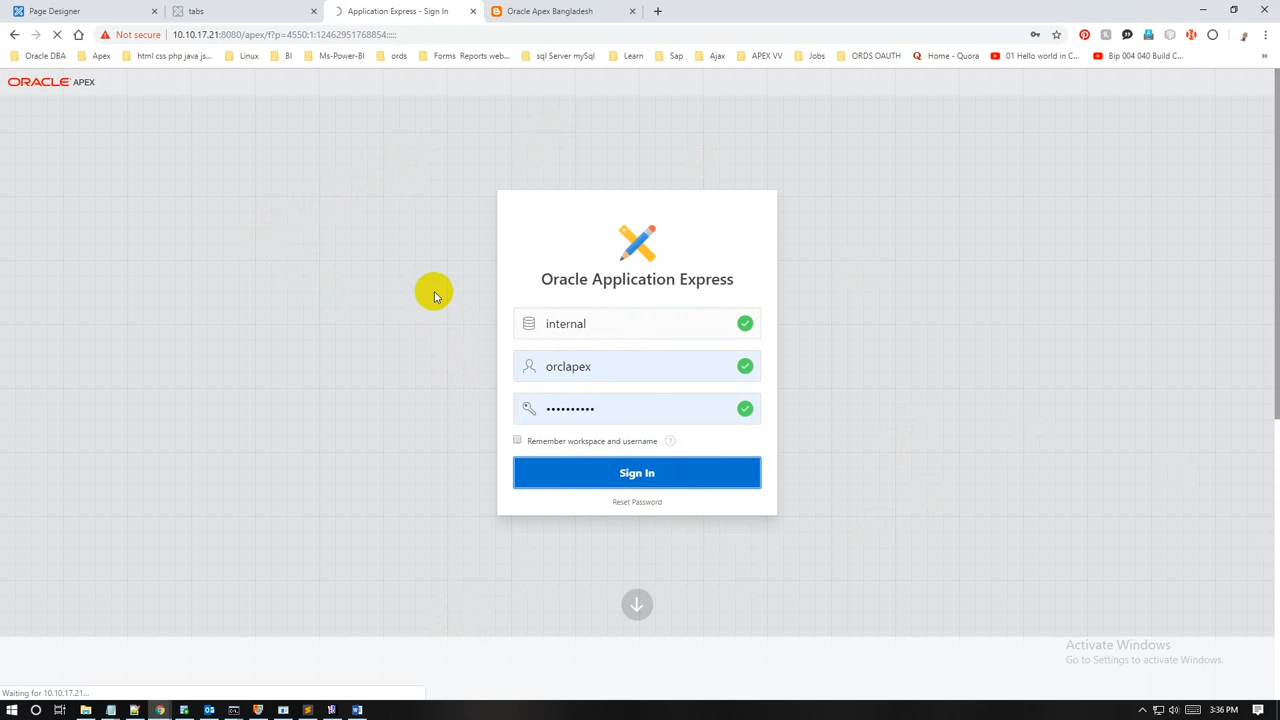 Page Designer
tabs
Application Express - Sign In
Oracle Apex Bangladesh
Not secure
10.10.17.21:8080/apex/f?p=4550:1:12462951768854:::::
Oracle DBA
Apex
html css php java js...
Linux
BI
Ms-Power-BI
ords
Forms Reports web...
sql Server mySql
Learn
Sap
Ajax
APEX VV
Jobs
ORDS OAUTH
Home - Quora
01 Hello world in C...
Bip 004 040 Build C...
»
ORACLE APEX
Oracle Application Express
internal
orclapex
••••••••••
Remember workspace and username ?
Sign In
Reset Password
Activate Windows
Go to Settings to activate Windows.
Waiting for 10.10.17.21...
3:36 PM